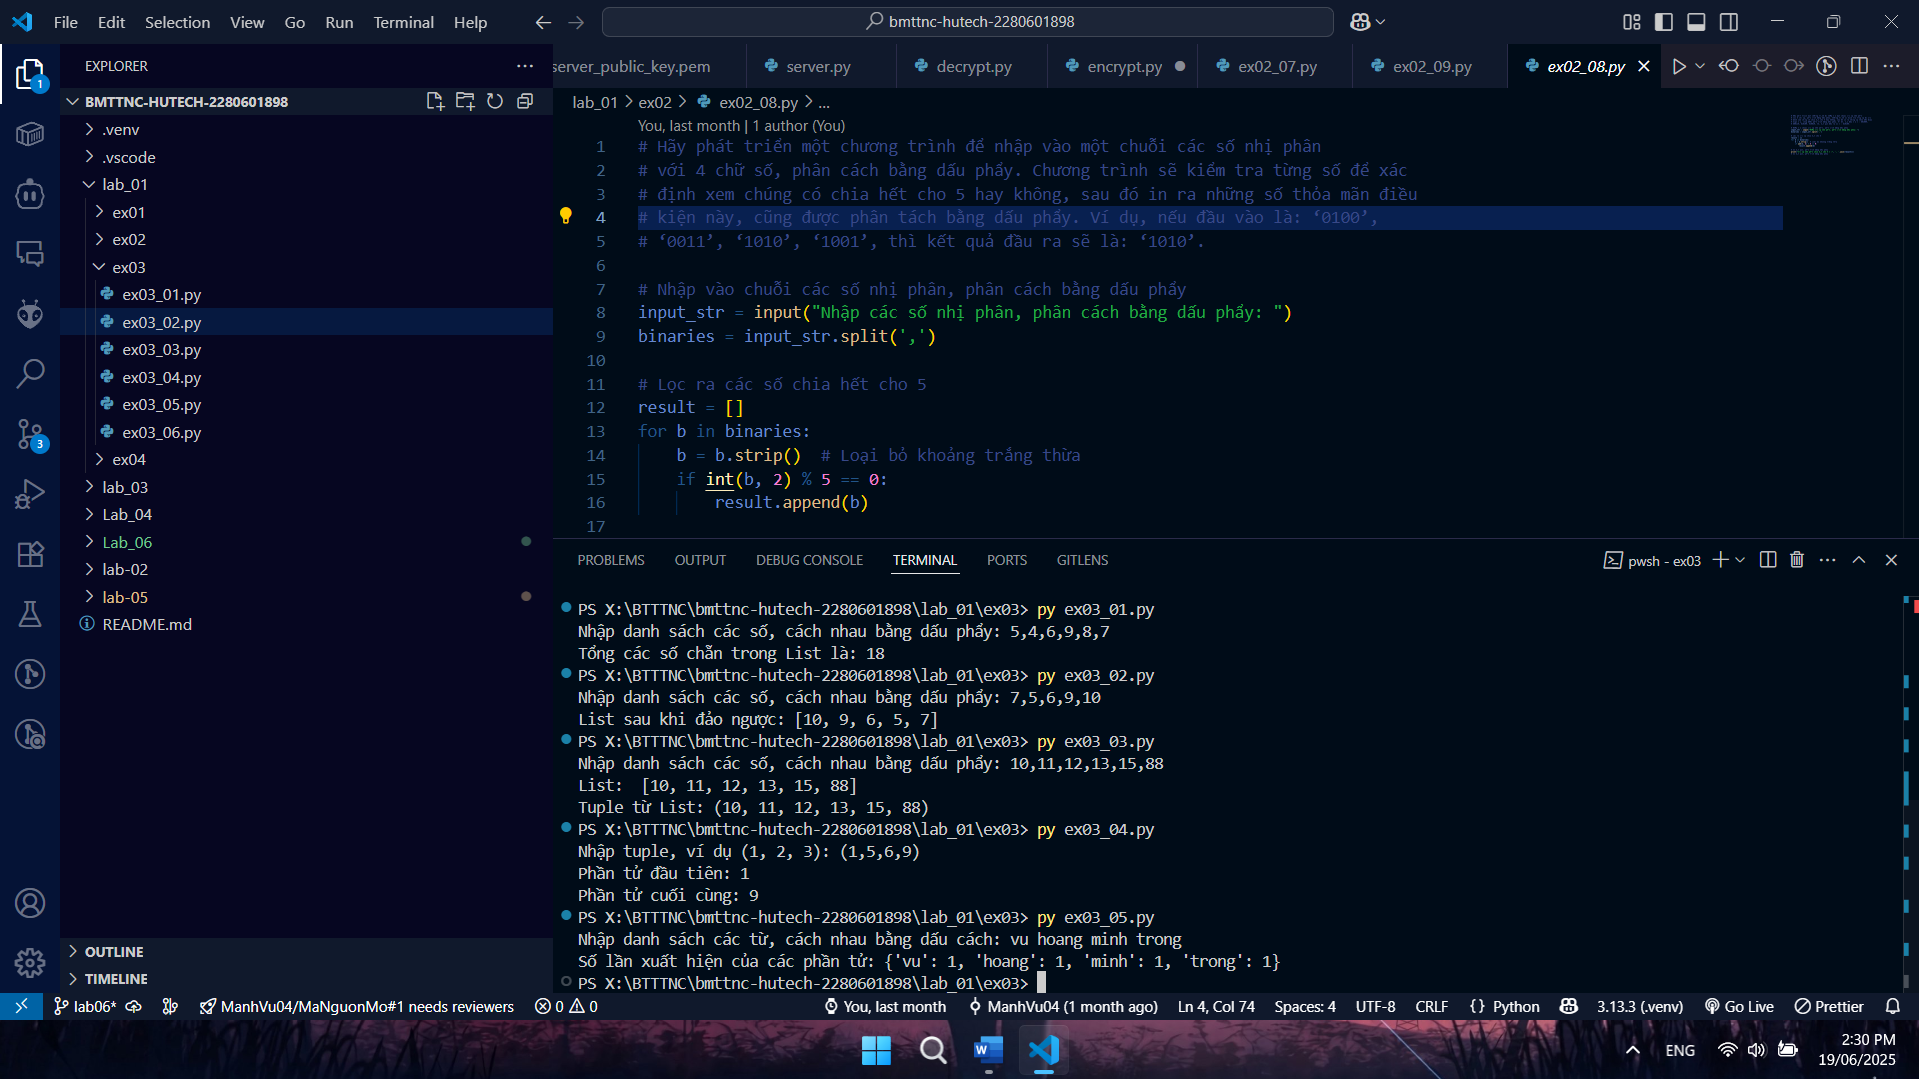 File Edit Selection View Go Run Terminal Help
bmttnc-hutech-2280601898
EXPLORER
server_public_key.pem
server.py
decrypt.py
encrypt.py
ex02_07.py
ex02_09.py
ex02_08.py
BMTTNC-HUTECH-2280601898
.venv
.vscode
lab_01
ex01
ex02
ex03
ex03_01.py
ex03_02.py
ex03_03.py
ex03_04.py
ex03_05.py
ex03_06.py
ex04
lab_03
Lab_04
Lab_06
lab-02
lab-05
README.md
OUTLINE
TIMELINE
1
3
lab_01 > ex02 > ex02_08.py > ...
You, last month | 1 author (You)
1 # Hãy phát triển một chương trình để nhập vào một chuỗi các số nhị phân
2 # với 4 chữ số, phân cách bằng dấu phẩy. Chương trình sẽ kiểm tra từng số để xác
3 # định xem chúng có chia hết cho 5 hay không, sau đó in ra những số thỏa mãn điều
4 # kiện này, cũng được phân tách bằng dấu phẩy. Ví dụ, nếu đầu vào là: ‘0100’,
5 # ‘0011’, ‘1010’, ‘1001’, thì kết quả đầu ra sẽ là: ‘1010’.
6
7 # Nhập vào chuỗi các số nhị phân, phân cách bằng dấu phẩy
8 input_str = input("Nhập các số nhị phân, phân cách bằng dấu phẩy: ")
9 binaries = input_str.split(',')
10
11 # Lọc ra các số chia hết cho 5
12 result = []
13 for b in binaries:
14 b = b.strip() # Loại bỏ khoảng trắng thừa
15 if int(b, 2) % 5 == 0:
16 result.append(b)
17
PROBLEMS OUTPUT DEBUG CONSOLE TERMINAL PORTS GITLENS
pwsh - ex03
PS X:\BTTTNC\bmttnc-hutech-2280601898\lab_01\ex03> py ex03_01.py
Nhập danh sách các số, cách nhau bằng dấu phẩy: 5,4,6,9,8,7
Tổng các số chẵn trong List là: 18
PS X:\BTTTNC\bmttnc-hutech-2280601898\lab_01\ex03> py ex03_02.py
Nhập danh sách các số, cách nhau bằng dấu phẩy: 7,5,6,9,10
List sau khi đảo ngược: [10, 9, 6, 5, 7]
PS X:\BTTTNC\bmttnc-hutech-2280601898\lab_01\ex03> py ex03_03.py
Nhập danh sách các số, cách nhau bằng dấu phẩy: 10,11,12,13,15,88
List:  [10, 11, 12, 13, 15, 88]
Tuple từ List: (10, 11, 12, 13, 15, 88)
PS X:\BTTTNC\bmttnc-hutech-2280601898\lab_01\ex03> py ex03_04.py
Nhập tuple, ví dụ (1, 2, 3): (1,5,6,9)
Phần tử đầu tiên: 1
Phần tử cuối cùng: 9
PS X:\BTTTNC\bmttnc-hutech-2280601898\lab_01\ex03> py ex03_05.py
Nhập danh sách các từ, cách nhau bằng dấu cách: vu hoang minh trong
Số lần xuất hiện của các phần tử: {'vu': 1, 'hoang': 1, 'minh': 1, 'trong': 1}
PS X:\BTTTNC\bmttnc-hutech-2280601898\lab_01\ex03>
lab06* ManhVu04/MaNguonMo#1 needs reviewers 0 0 You, last month ManhVu04 (1 month ago) Ln 4, Col 74 Spaces: 4 UTF-8 CRLF {} Python 3.13.3 (.venv) Go Live Prettier
ENG
2:30 PM
19/06/2025